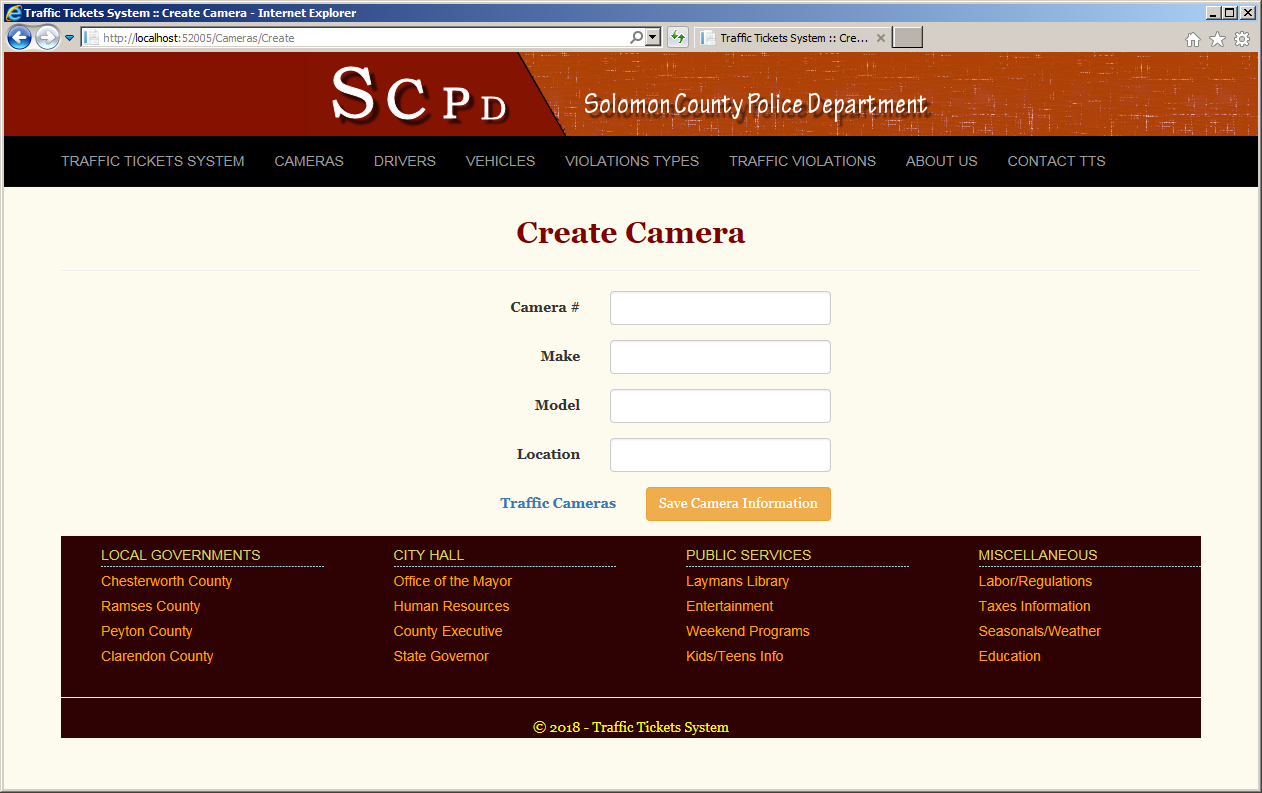 Traffic Tickets System :: Create Camera - Internet Explorer
http://localhost:52005/Cameras/Create
Traffic Tickets System :: Cre...
SCPD
Solomon County Police Department
TRAFFIC TICKETS SYSTEM CAMERAS DRIVERS VEHICLES VIOLATIONS TYPES TRAFFIC VIOLATIONS ABOUT US CONTACT TTS
Create Camera
Camera #
Make
Model
Location
Traffic Cameras Save Camera Information
LOCAL GOVERNMENTS CITY HALL PUBLIC SERVICES MISCELLANEOUS
Chesterworth County Office of the Mayor Laymans Library Labor/Regulations
Ramses County Human Resources Entertainment Taxes Information
Peyton County County Executive Weekend Programs Seasonals/Weather
Clarendon County State Governor Kids/Teens Info Education
© 2018 - Traffic Tickets System